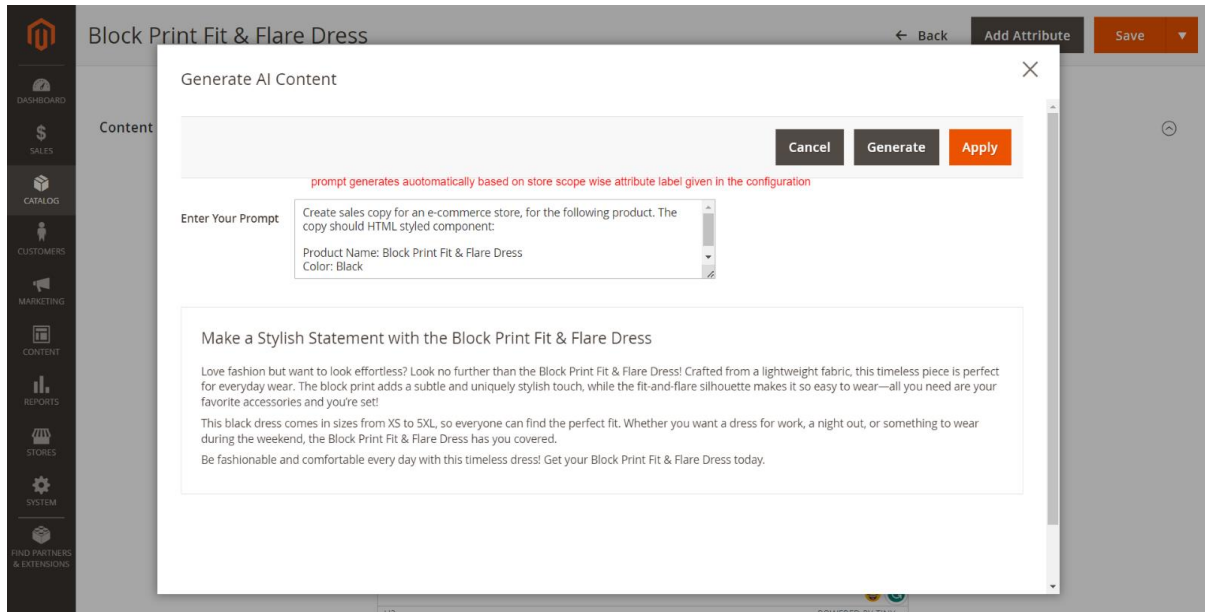 Block Print Fit & Flare Dress
← Back
Add Attribute
Save
DASHBOARD
SALES
CATALOG
CUSTOMERS
MARKETING
CONTENT
REPORTS
STORES
SYSTEM
FIND PARTNERS
& EXTENSIONS
Content
Generate AI Content
Cancel
Generate
Apply
prompt generates auotomatically based on store scope wise attribute label given in the configuration
Enter Your Prompt
Create sales copy for an e-commerce store, for the following product. The
copy should HTML styled component:
Product Name: Block Print Fit & Flare Dress
Color: Black
Make a Stylish Statement with the Block Print Fit & Flare Dress
Love fashion but want to look effortless? Look no further than the Block Print Fit & Flare Dress! Crafted from a lightweight fabric, this timeless piece is perfect
for everyday wear. The block print adds a subtle and uniquely stylish touch, while the fit-and-flare silhouette makes it so easy to wear—all you need are your
favorite accessories and you're set!
This black dress comes in sizes from XS to 5XL, so everyone can find the perfect fit. Whether you want a dress for work, a night out, or something to wear
during the weekend, the Block Print Fit & Flare Dress has you covered.
Be fashionable and comfortable every day with this timeless dress! Get your Block Print Fit & Flare Dress today.